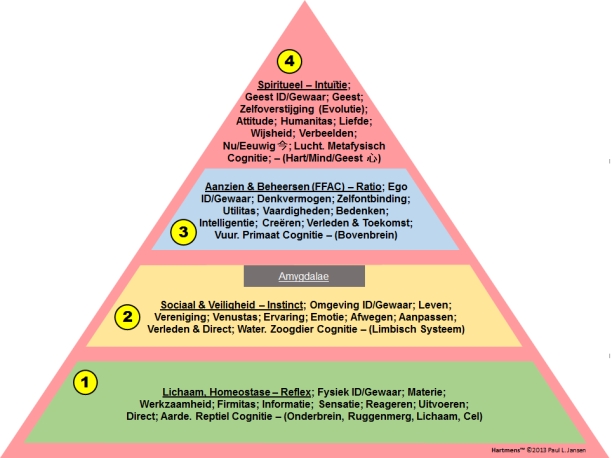 4
Spiritueel – Intuïtie;
Geest ID/Gewaar; Geest;
Zelfoverstijging (Evolutie);
Attitude; Humanitas; Liefde;
Wijsheid; Verbeelden;
Nu/Eeuwig 今; Lucht. Metafysisch
Cognitie; – (Hart/Mind/Geest 心)
Aanzien & Beheersen (FFAC) – Ratio; Ego
ID/Gewaar; Denkvermogen; Zelfontbinding;
Utilitas; Vaardigheden; Bedenken;
Intelligentie; Creëren; Verleden & Toekomst;
3
Vuur. Primaat Cognitie – (Bovenbrein)
Amygdalae
2
Sociaal & Veiligheid – Instinct; Omgeving ID/Gewaar; Leven;
Vereniging; Venustas; Ervaring; Emotie; Afwegen; Aanpassen;
Verleden & Direct; Water. Zoogdier Cognitie – (Limbisch Systeem)
1
Lichaam, Homeostase – Reflex; Fysiek ID/Gewaar; Materie;
Werkzaamheid; Firmitas; Informatie; Sensatie; Reageren; Uitvoeren;
Direct; Aarde. Reptiel Cognitie – (Onderbrein, Ruggenmerg, Lichaam, Cel)
Hartmens™ ©2013 Paul L. Jansen